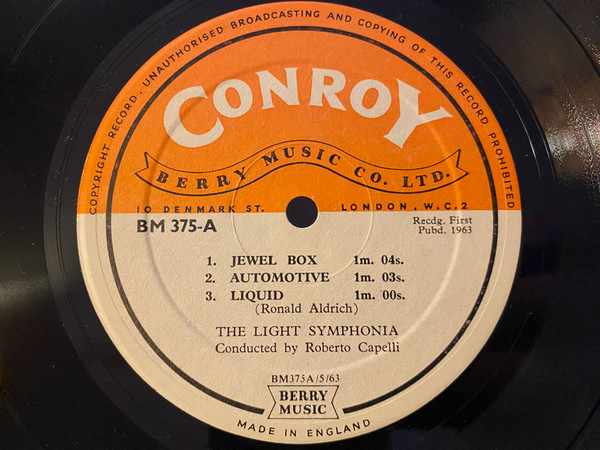 COPYRIGHT RECORD. UNAUTHORISED BROADCASTING AND COPYING OF THIS RECORD PROHIBITED
CONROY
BERRY MUSIC CO. LTD.
10 DENMARK ST. LONDON. W.C.2
BM 375-A
Recdg. First
Pubd. 1963
1. JEWEL BOX 1m. 04s.
2. AUTOMOTIVE 1m. 03s.
3. LIQUID 1m. 00s.
(Ronald Aldrich)
THE LIGHT SYMPHONIA
Conducted by Roberto Capelli
BM375A/5/63
BERRY
MUSIC
MADE IN ENGLAND